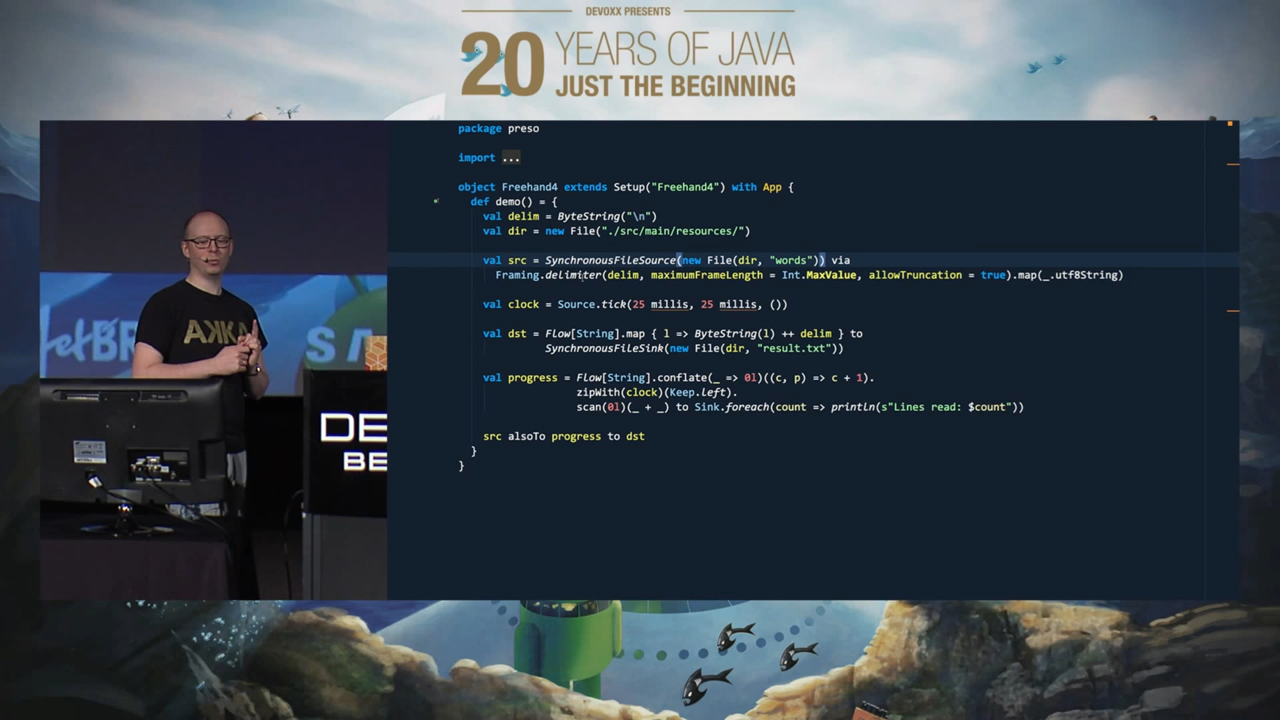 DEVOXX PRESENTS
20 YEARS OF JAVA
JUST THE BEGINNING
package preso
import ...
object Freehand4 extends Setup("Freehand4") with App {
def demo() = {
val delim = ByteString("\n")
val dir = new File("./src/main/resources/")
val src = SynchronousFileSource(new File(dir, "words")) via
Framing.delimiter(delim, maximumFrameLength = Int.MaxValue, allowTruncation = true).map(_.utf8String)
val clock = Source.tick(25 millis, 25 millis, ())
val dst = Flow[String].map { l => ByteString(l) ++ delim } to
SynchronousFileSink(new File(dir, "result.txt"))
val progress = Flow[String].conflate(_ => 0l)((c, p) => c + 1).
zipWith(clock)(Keep.left).
scan(0l)(_ + _) to Sink.foreach(count => println(s"Lines read: $count"))
src alsoTo progress to dst
}
}
AKKA
DE
BE